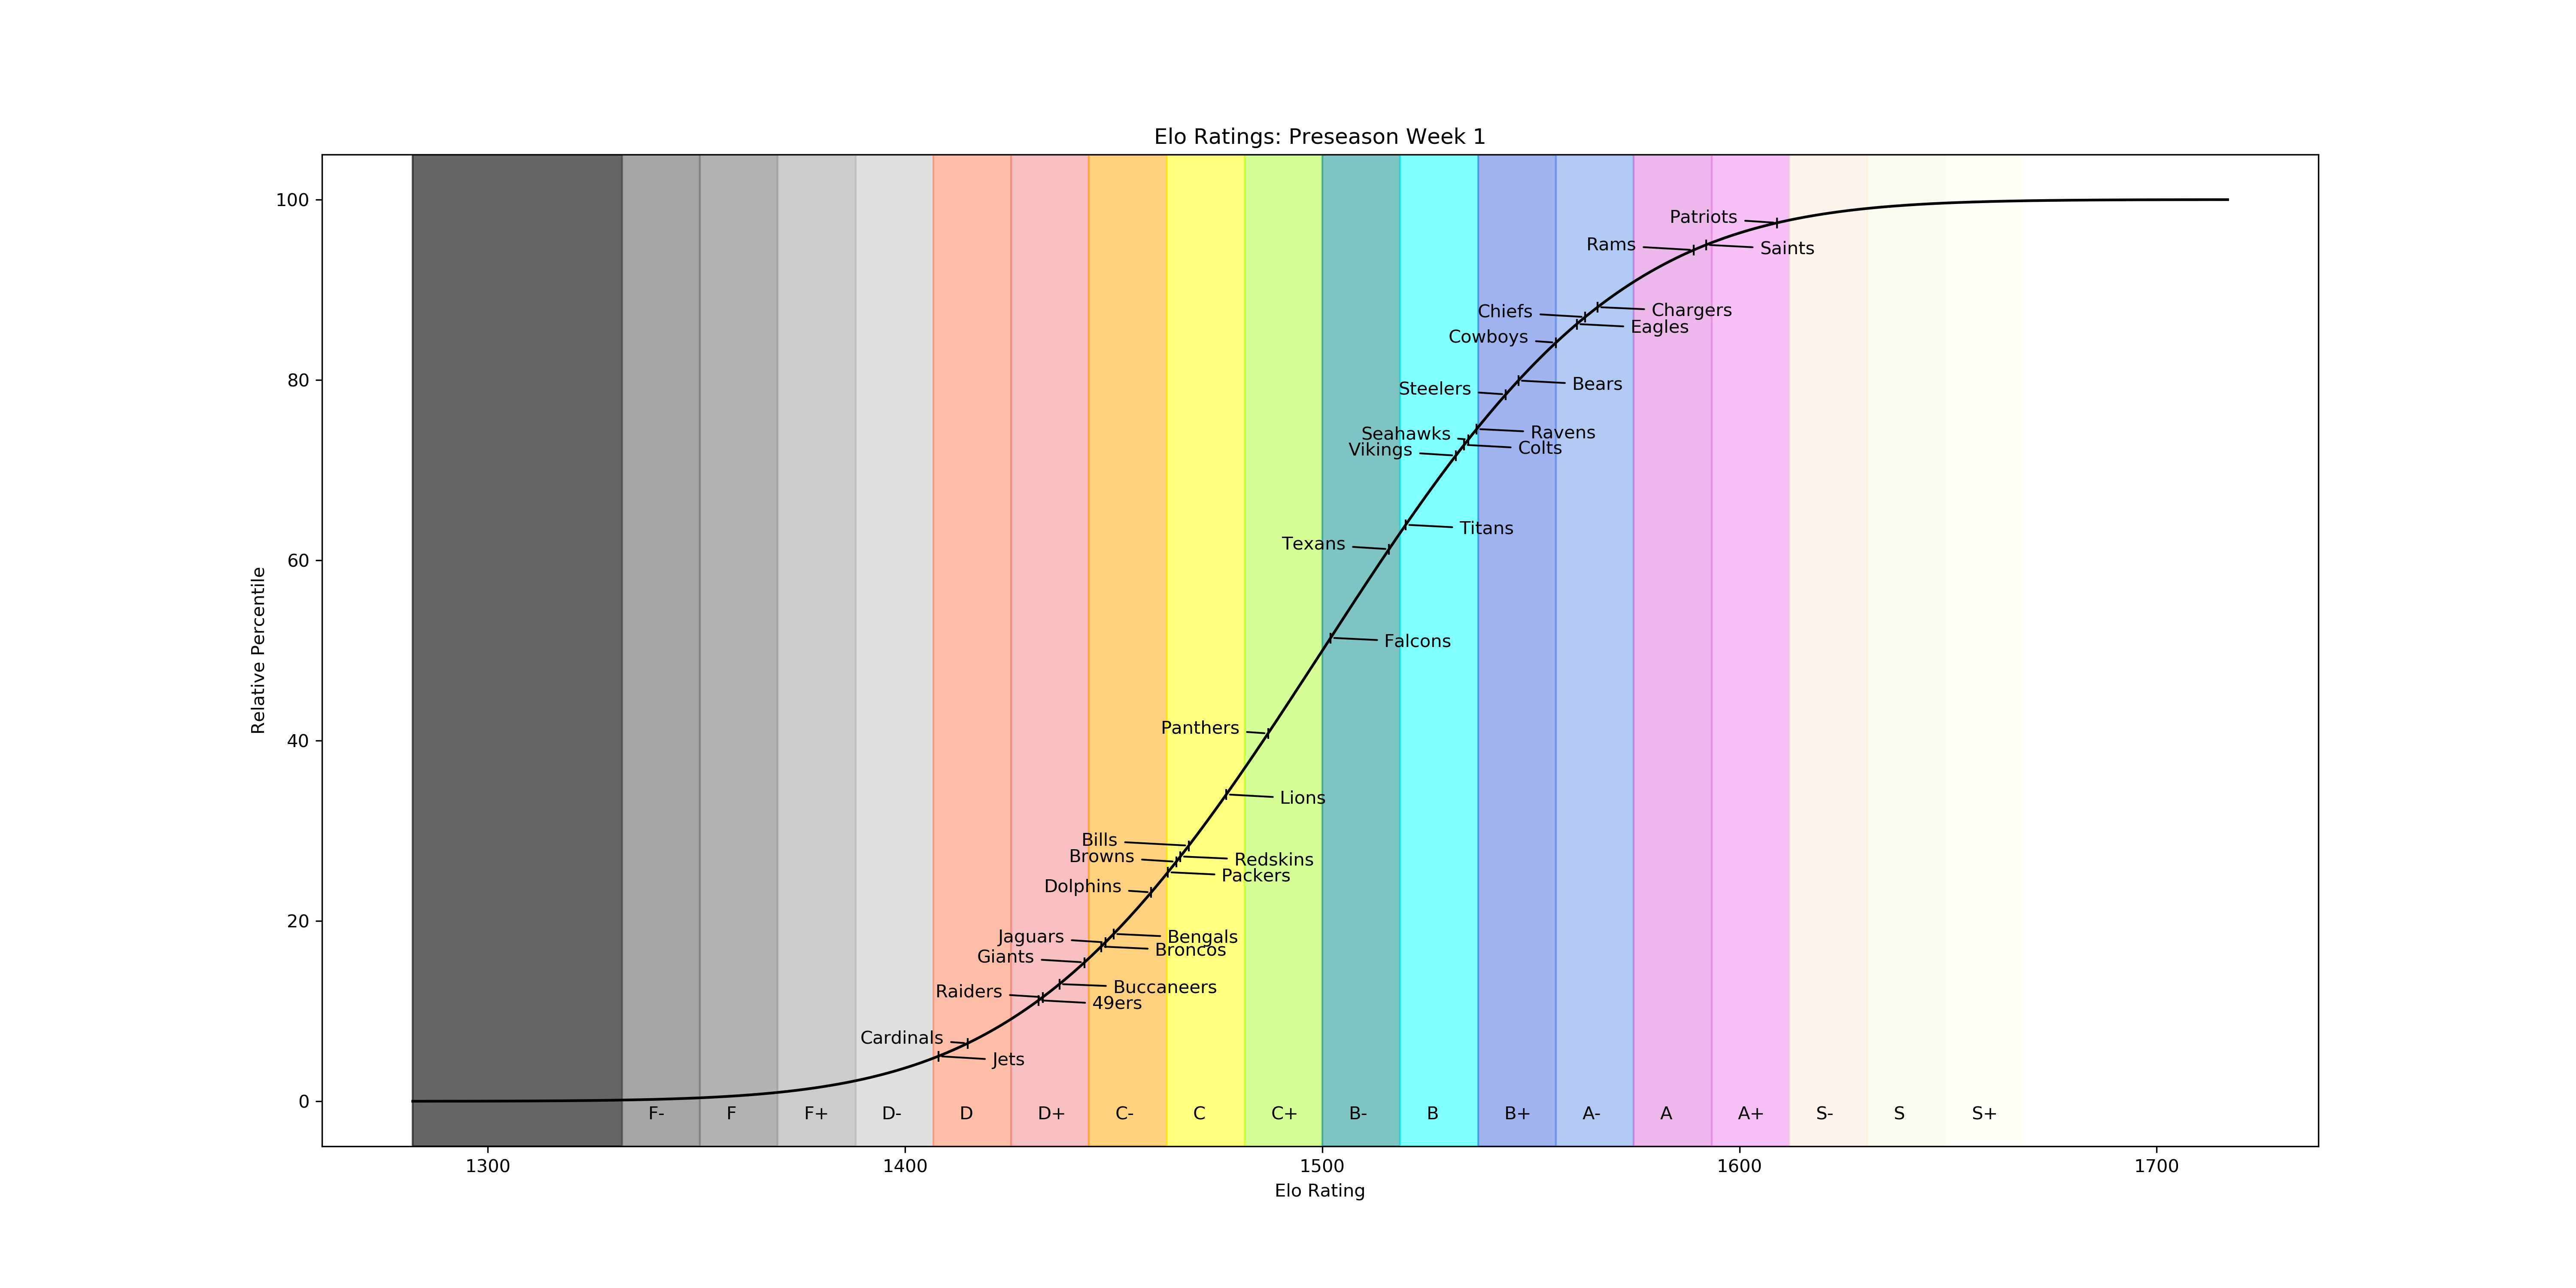 Elo Ratings: Preseason Week 1
100
80
60
40
20
0
Relative Percentile
Patriots
Rams
Saints
Chiefs
Chargers
Eagles
Cowboys
Bears
Steelers
Seahawks
Ravens
Vikings
Colts
Titans
Texans
Falcons
Panthers
Lions
Bills
Browns
Redskins
Packers
Dolphins
Jaguars
Bengals
Broncos
Giants
Raiders
Buccaneers
49ers
Cardinals
Jets
F- F F+ D- D D+ C- C C+ B- B B+ A- A A+ S- S S+
1300 1400 1500 1600 1700
Elo Rating